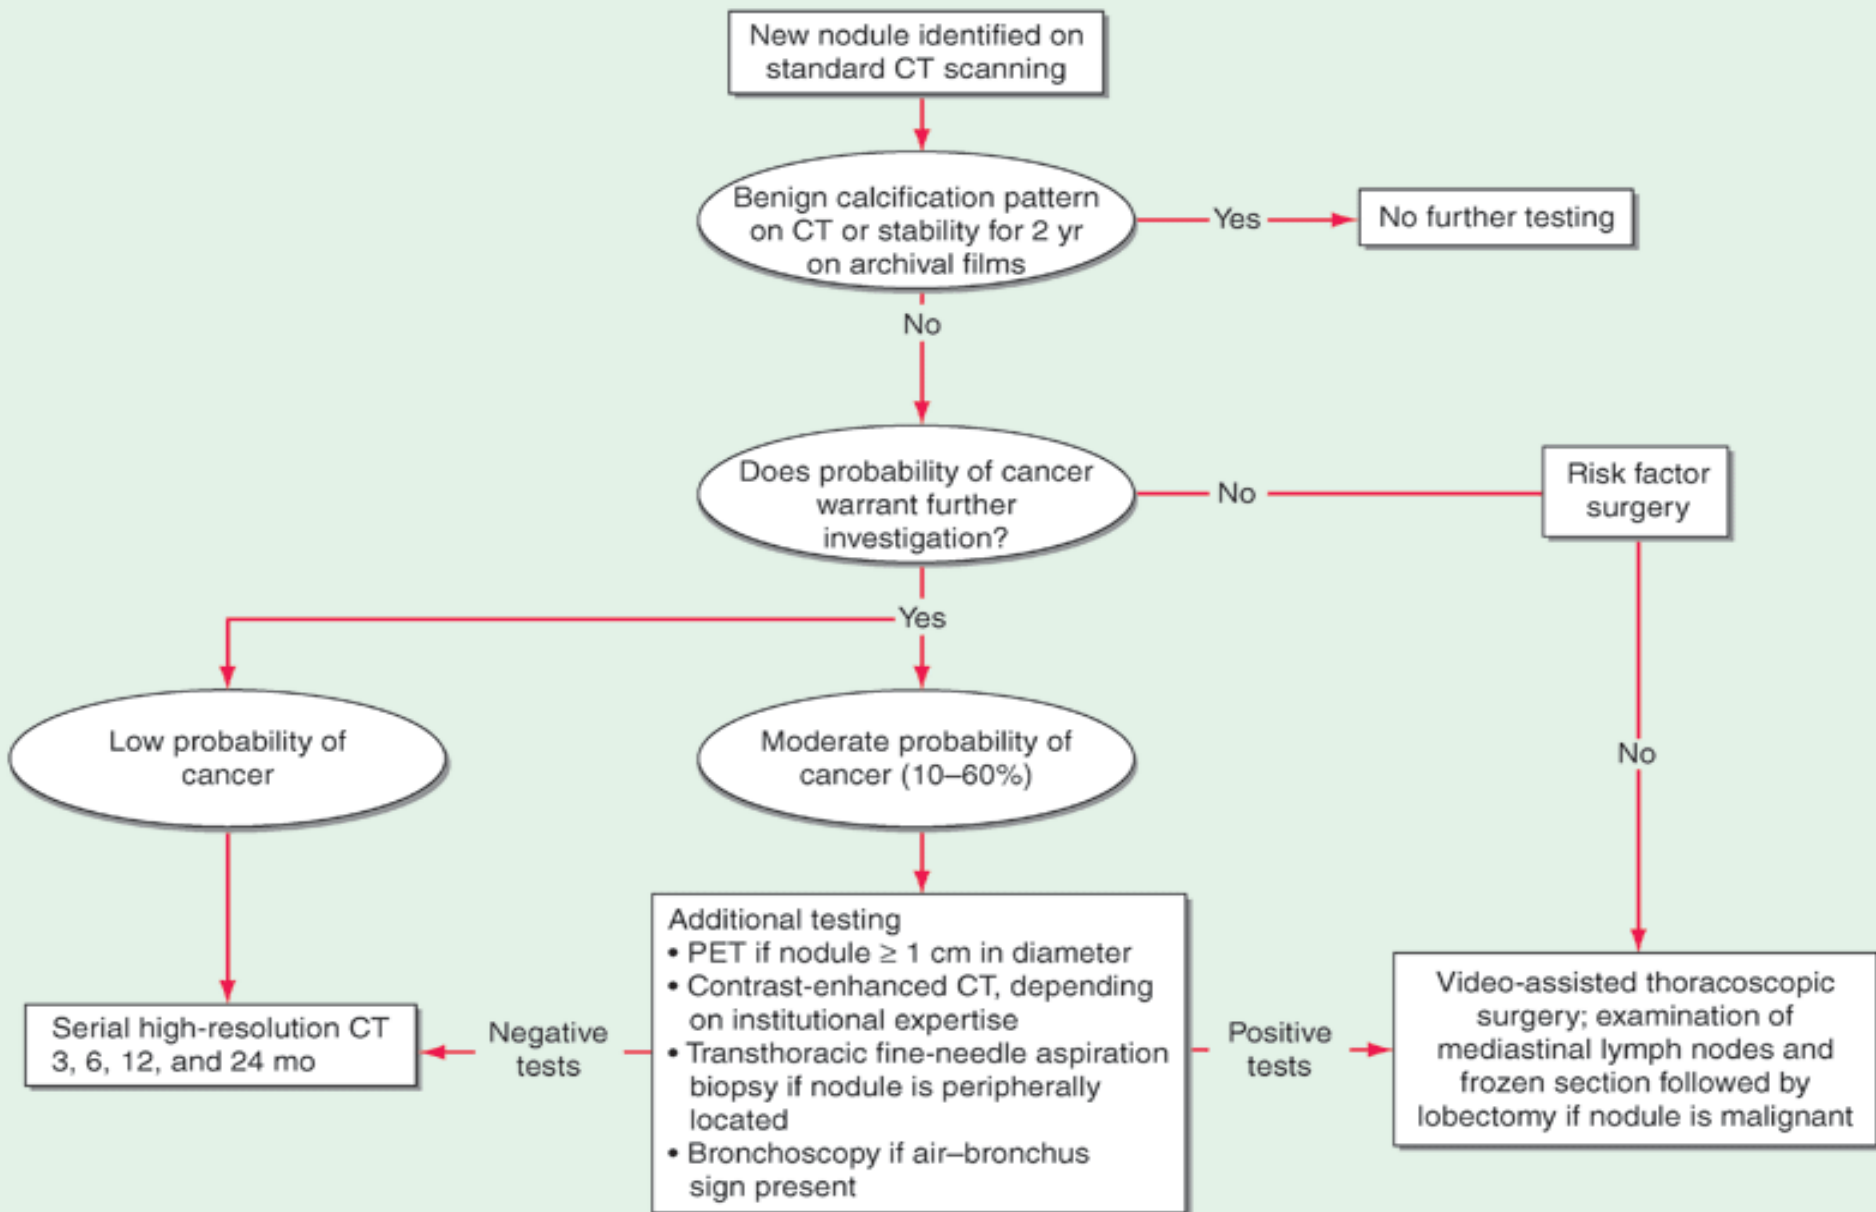 New nodule identified on
standard CT scanning
Benign calcification pattern
on CT or stability for 2 yr
on archival films
Yes
No further testing
No
Does probability of cancer
warrant further
investigation?
No
Risk factor
surgery
Yes
Low probability of
cancer
Moderate probability of
cancer (10–60%)
No
Additional testing
• PET if nodule ≥ 1 cm in diameter
• Contrast-enhanced CT, depending
on institutional expertise
• Transthoracic fine-needle aspiration
biopsy if nodule is peripherally
located
• Bronchoscopy if air–bronchus
sign present
Serial high-resolution CT
3, 6, 12, and 24 mo
Negative
tests
Positive
tests
Video-assisted thoracoscopic
surgery; examination of
mediastinal lymph nodes and
frozen section followed by
lobectomy if nodule is malignant